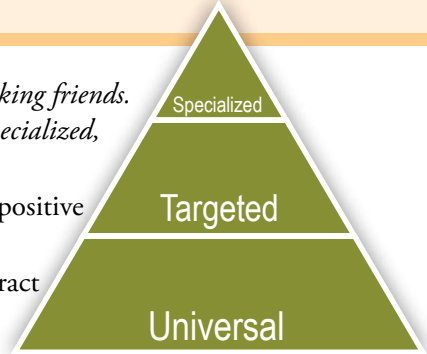 king friends.
Specialized
ecialized,
positive
Targeted
ract
Universal